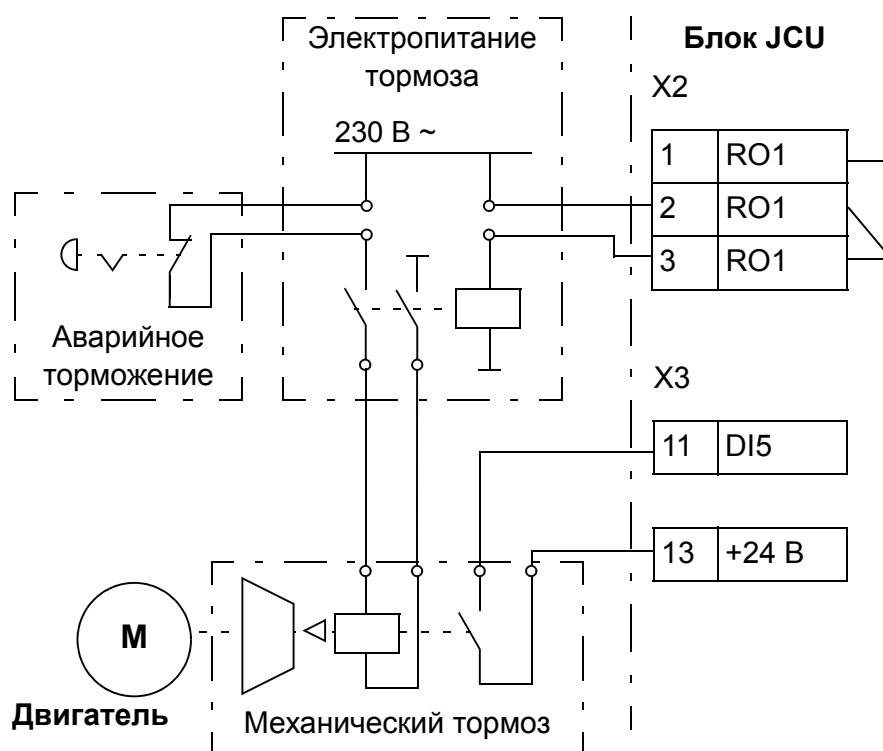 Электропитание
тормоза
Блок JCU
X2
230 В ~
1 RO1
2 RO1
3 RO1
Аварийное
торможение
X3
11 DI5
13 +24 В
М
Двигатель
Механический тормоз